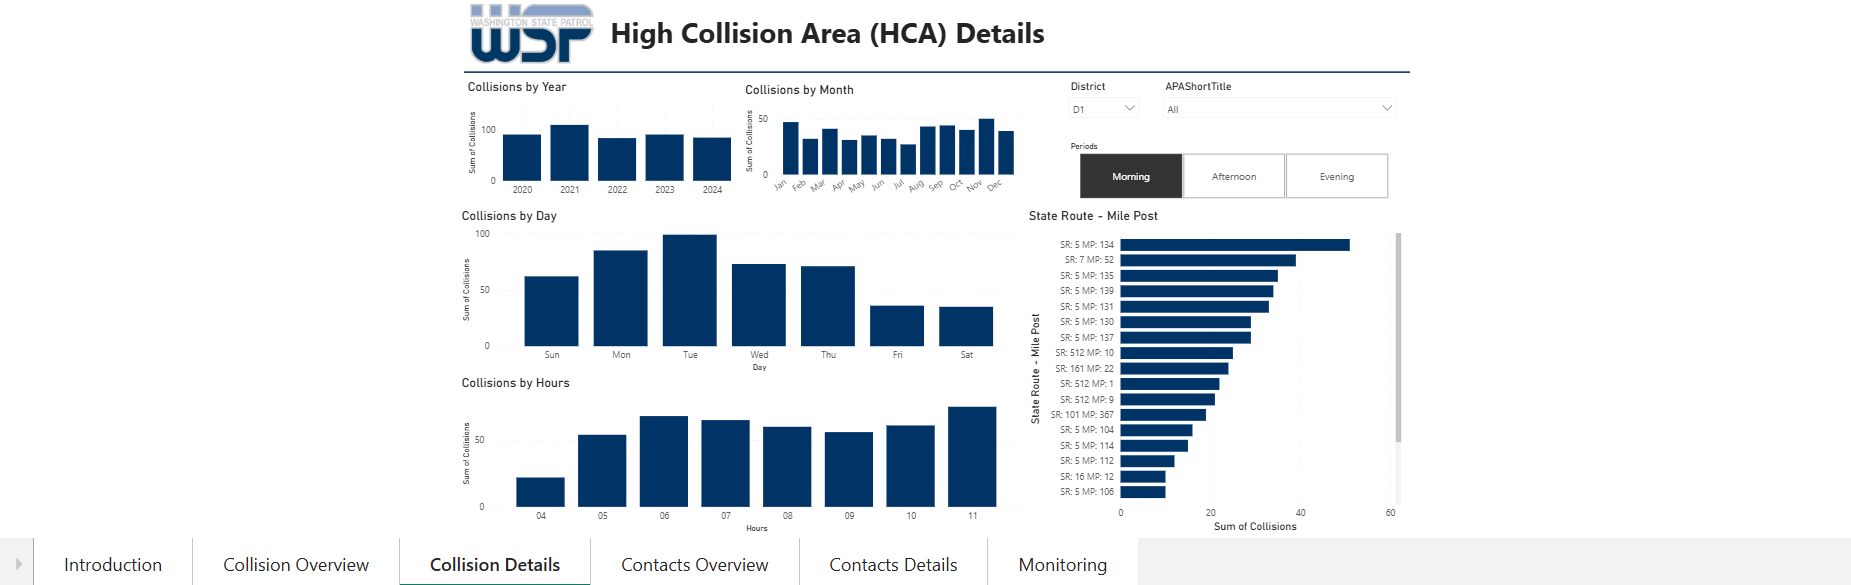 WASHINGTON STATE PATROL
WSP
High Collision Area (HCA) Details
Collisions by Year
Sum of Collisions
100
0
2020 2021 2022 2023 2024
Collisions by Month
Sum of Collisions
50
0
Jan Feb Mar Apr May Jun Jul Aug Sep Oct Nov Dec
District
D1
APAShortTitle
All
Periods
Morning Afternoon Evening
Collisions by Day
Sum of Collisions
100
50
0
Sun Mon Tue Wed Thu Fri Sat
Day
Collisions by Hours
Sum of Collisions
50
0
04 05 06 07 08 09 10 11
Hours
State Route - Mile Post
State Route - Mile Post
SR: 5 MP: 134
SR: 7 MP: 52
SR: 5 MP: 135
SR: 5 MP: 139
SR: 5 MP: 131
SR: 5 MP: 130
SR: 5 MP: 137
SR: 512 MP: 10
SR: 161 MP: 22
SR: 512 MP: 1
SR: 512 MP: 9
SR: 101 MP: 367
SR: 5 MP: 104
SR: 5 MP: 114
SR: 5 MP: 112
SR: 16 MP: 12
SR: 5 MP: 106
0 20 40 60
Sum of Collisions
Introduction Collision Overview Collision Details Contacts Overview Contacts Details Monitoring